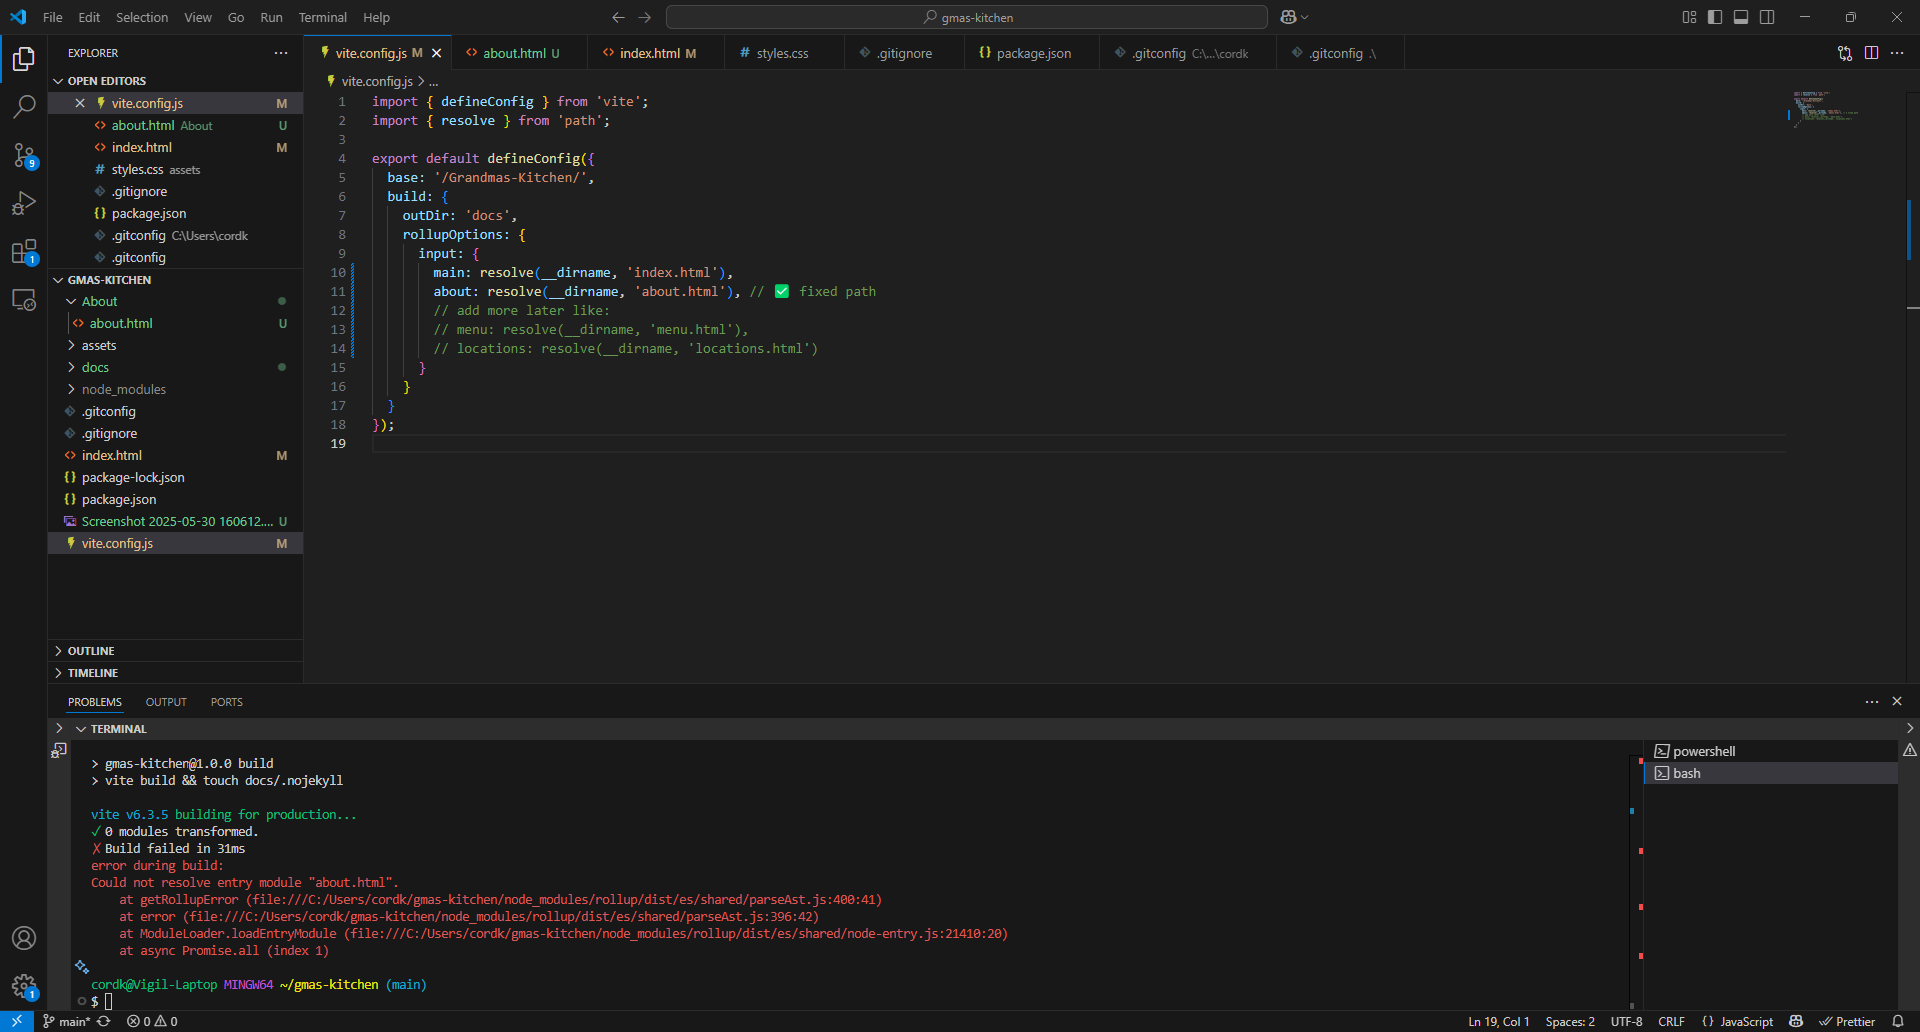 File Edit Selection View Go Run Terminal Help
gmas-kitchen
EXPLORER
OPEN EDITORS
vite.config.js M
about.html About U
index.html M
styles.css assets
.gitignore
package.json
.gitconfig C:\Users\cordk
.gitconfig
GMAS-KITCHEN
About
about.html U
assets
docs
node_modules
.gitconfig
.gitignore
index.html M
package-lock.json
package.json
Screenshot 2025-05-30 160612.... U
vite.config.js M
OUTLINE
TIMELINE
9
1
1
vite.config.js M about.html U index.html M styles.css .gitignore package.json .gitconfig C:\...\cordk .gitconfig .\
vite.config.js > ...
1 import { defineConfig } from 'vite';
2 import { resolve } from 'path';
3
4 export default defineConfig({
5 base: '/Grandmas-Kitchen/',
6 build: {
7 outDir: 'docs',
8 rollupOptions: {
9 input: {
10 main: resolve(__dirname, 'index.html'),
11 about: resolve(__dirname, 'about.html'), // ✅ fixed path
12 // add more later like:
13 // menu: resolve(__dirname, 'menu.html'),
14 // locations: resolve(__dirname, 'locations.html')
15 }
16 }
17 }
18 });
19
PROBLEMS OUTPUT PORTS
TERMINAL
> gmas-kitchen@1.0.0 build
> vite build && touch docs/.nojekyll
vite v6.3.5 building for production...
✓ 0 modules transformed.
✗ Build failed in 31ms
error during build:
Could not resolve entry module "about.html".
at getRollupError (file:///C:/Users/cordk/gmas-kitchen/node_modules/rollup/dist/es/shared/parseAst.js:400:41)
at error (file:///C:/Users/cordk/gmas-kitchen/node_modules/rollup/dist/es/shared/parseAst.js:396:42)
at ModuleLoader.loadEntryModule (file:///C:/Users/cordk/gmas-kitchen/node_modules/rollup/dist/es/shared/node-entry.js:21410:20)
at async Promise.all (index 1)
cordk@Vigil-Laptop MINGW64 ~/gmas-kitchen (main)
$
powershell
bash
main* 0 0 Ln 19, Col 1 Spaces: 2 UTF-8 CRLF {} JavaScript Prettier